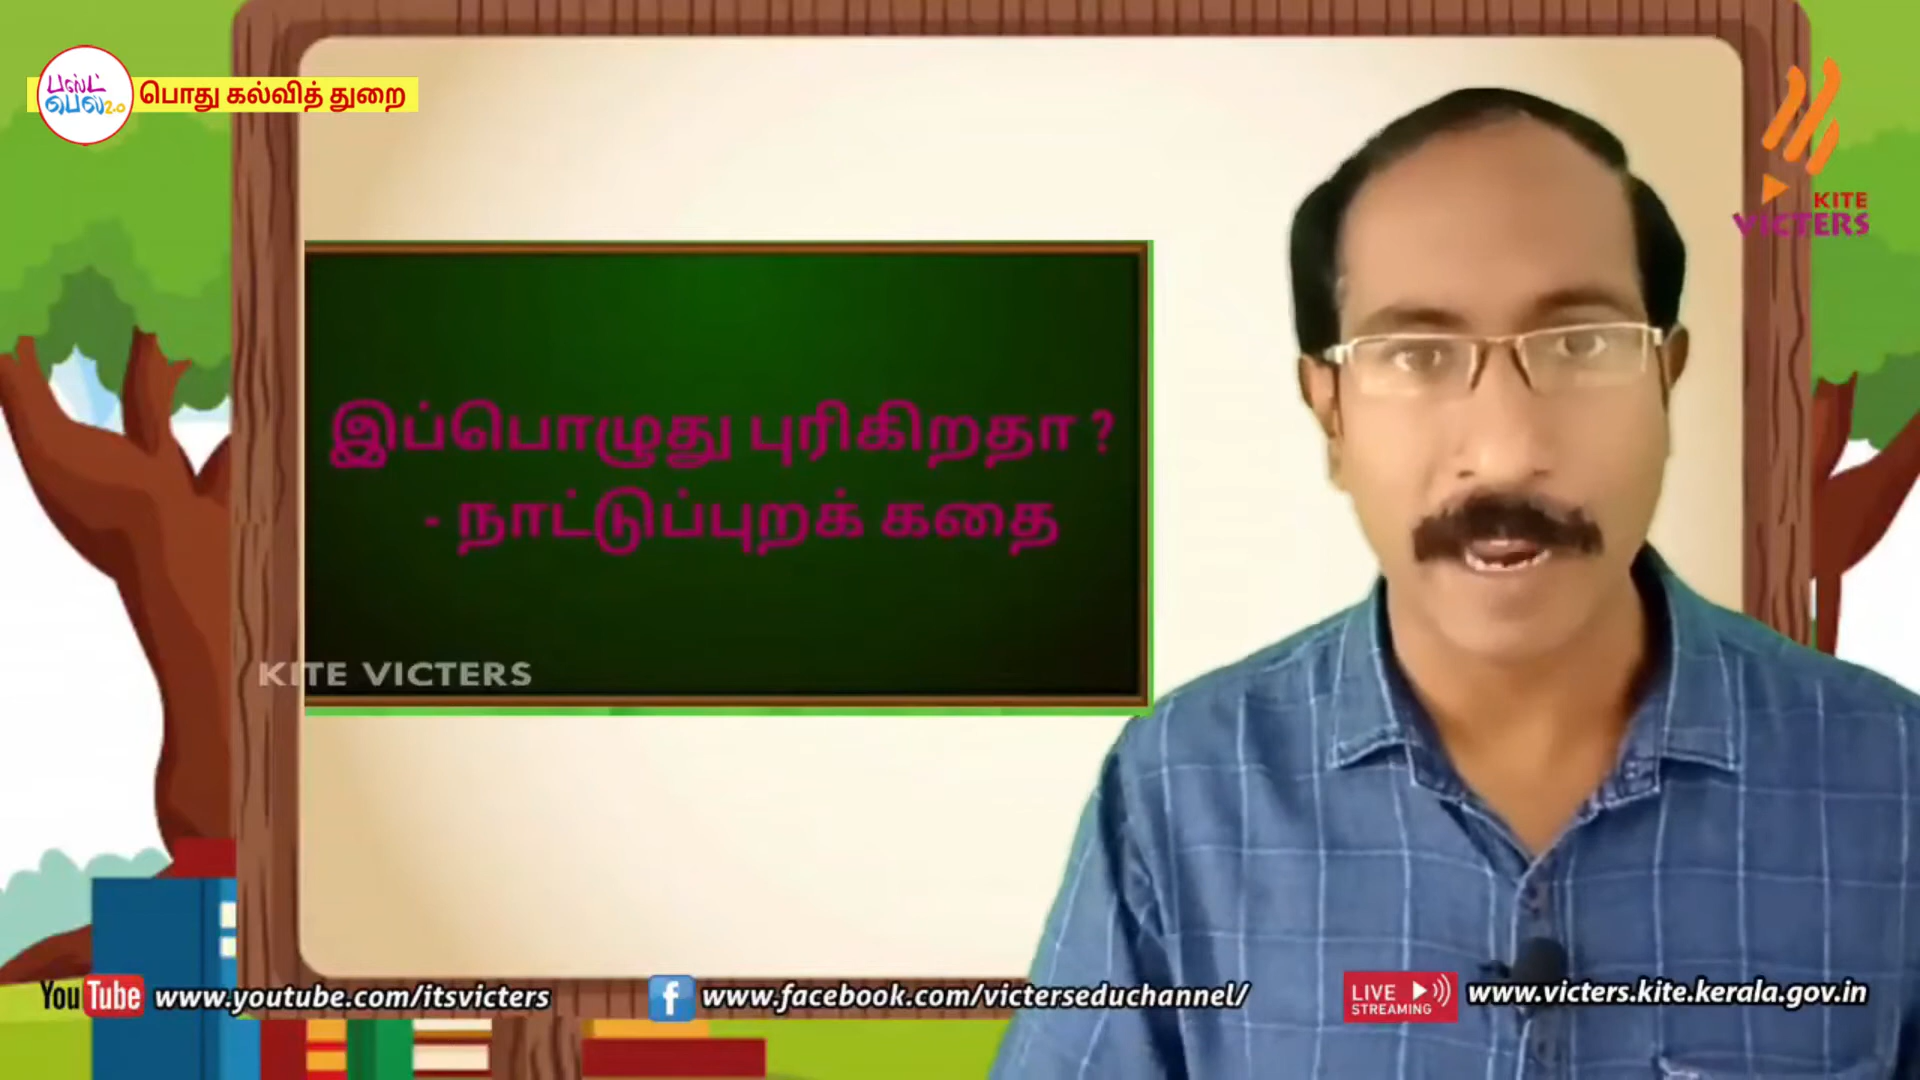 பஸ்ட்
பெல் 2.0
பொது கல்வித் துறை
KITE
VICTERS
இப்பொழுது புரிகிறதா ?
- நாட்டுப்புறக் கதை
KITE VICTERS
YouTube www.youtube.com/itsvicters
f www.facebook.com/victerseduchannel/
LIVE STREAMING www.victers.kite.kerala.gov.in